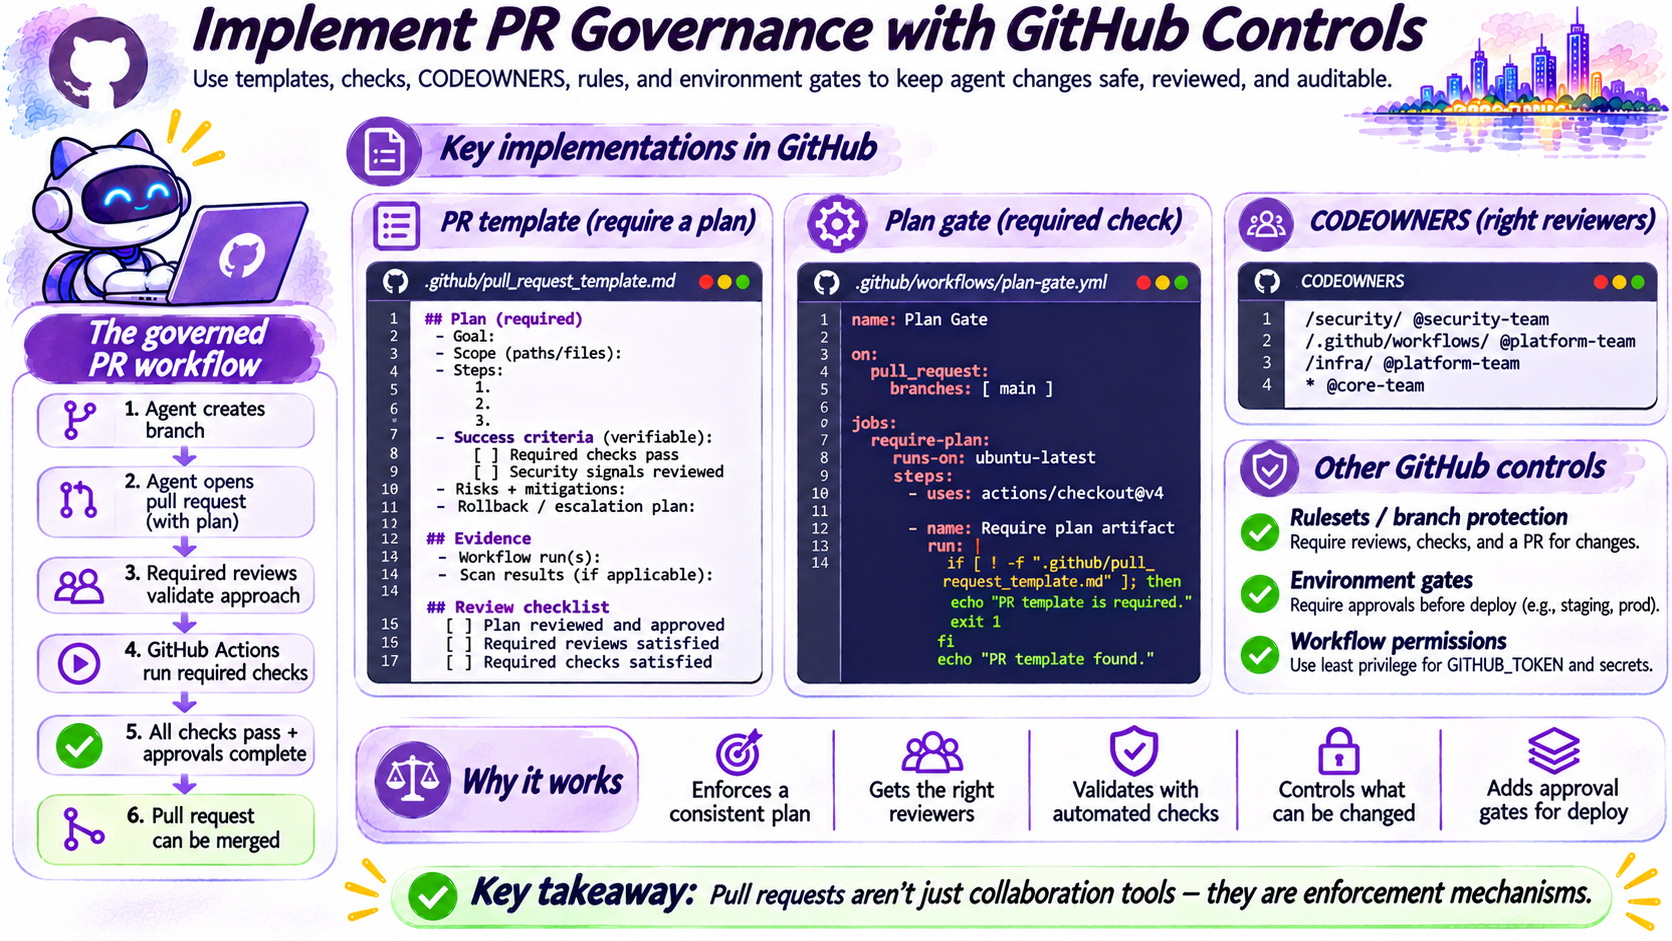 Implement PR Governance with GitHub Controls
Use templates, checks, CODEOWNERS, rules, and environment gates to keep agent changes safe, reviewed, and auditable.
The governed
PR workflow
1. Agent creates
branch
2. Agent opens
pull request
(with plan)
3. Required reviews
validate approach
4. GitHub Actions
run required checks
5. All checks pass +
approvals complete
6. Pull request
can be merged
Key implementations in GitHub
PR template (require a plan)
.github/pull_request_template.md
1 ## Plan (required)
2 - Goal:
3 - Scope (paths/files):
4 - Steps:
5 1.
6 2.
3.
7 - Success criteria (verifiable):
8 [ ] Required checks pass
9 [ ] Security signals reviewed
10 - Risks + mitigations:
11 - Rollback / escalation plan:
12
12 ## Evidence
14 - Workflow run(s):
14 - Scan results (if applicable):
14
## Review checklist
15 [ ] Plan reviewed and approved
15 [ ] Required reviews satisfied
17 [ ] Required checks satisfied
Plan gate (required check)
.github/workflows/plan-gate.yml
1 name: Plan Gate
2
3 on:
4 pull_request:
5 branches: [ main ]
6
0 jobs:
7 require-plan:
8 runs-on: ubuntu-latest
9 steps:
10 - uses: actions/checkout@v4
11
12 - name: Require plan artifact
13 run: |
14 if [ ! -f ".github/pull_
request_template.md" ]; then
echo "PR template is required."
exit 1
fi
echo "PR template found."
CODEOWNERS (right reviewers)
CODEOWNERS
1 /security/ @security-team
2 /.github/workflows/ @platform-team
3 /infra/ @platform-team
4 * @core-team
Other GitHub controls
Rulesets / branch protection
Require reviews, checks, and a PR for changes.
Environment gates
Require approvals before deploy (e.g., staging, prod).
Workflow permissions
Use least privilege for GITHUB_TOKEN and secrets.
Why it works
Enforces a
consistent plan
Gets the right
reviewers
Validates with
automated checks
Controls what
can be changed
Adds approval
gates for deploy
Key takeaway: Pull requests aren't just collaboration tools — they are enforcement mechanisms.